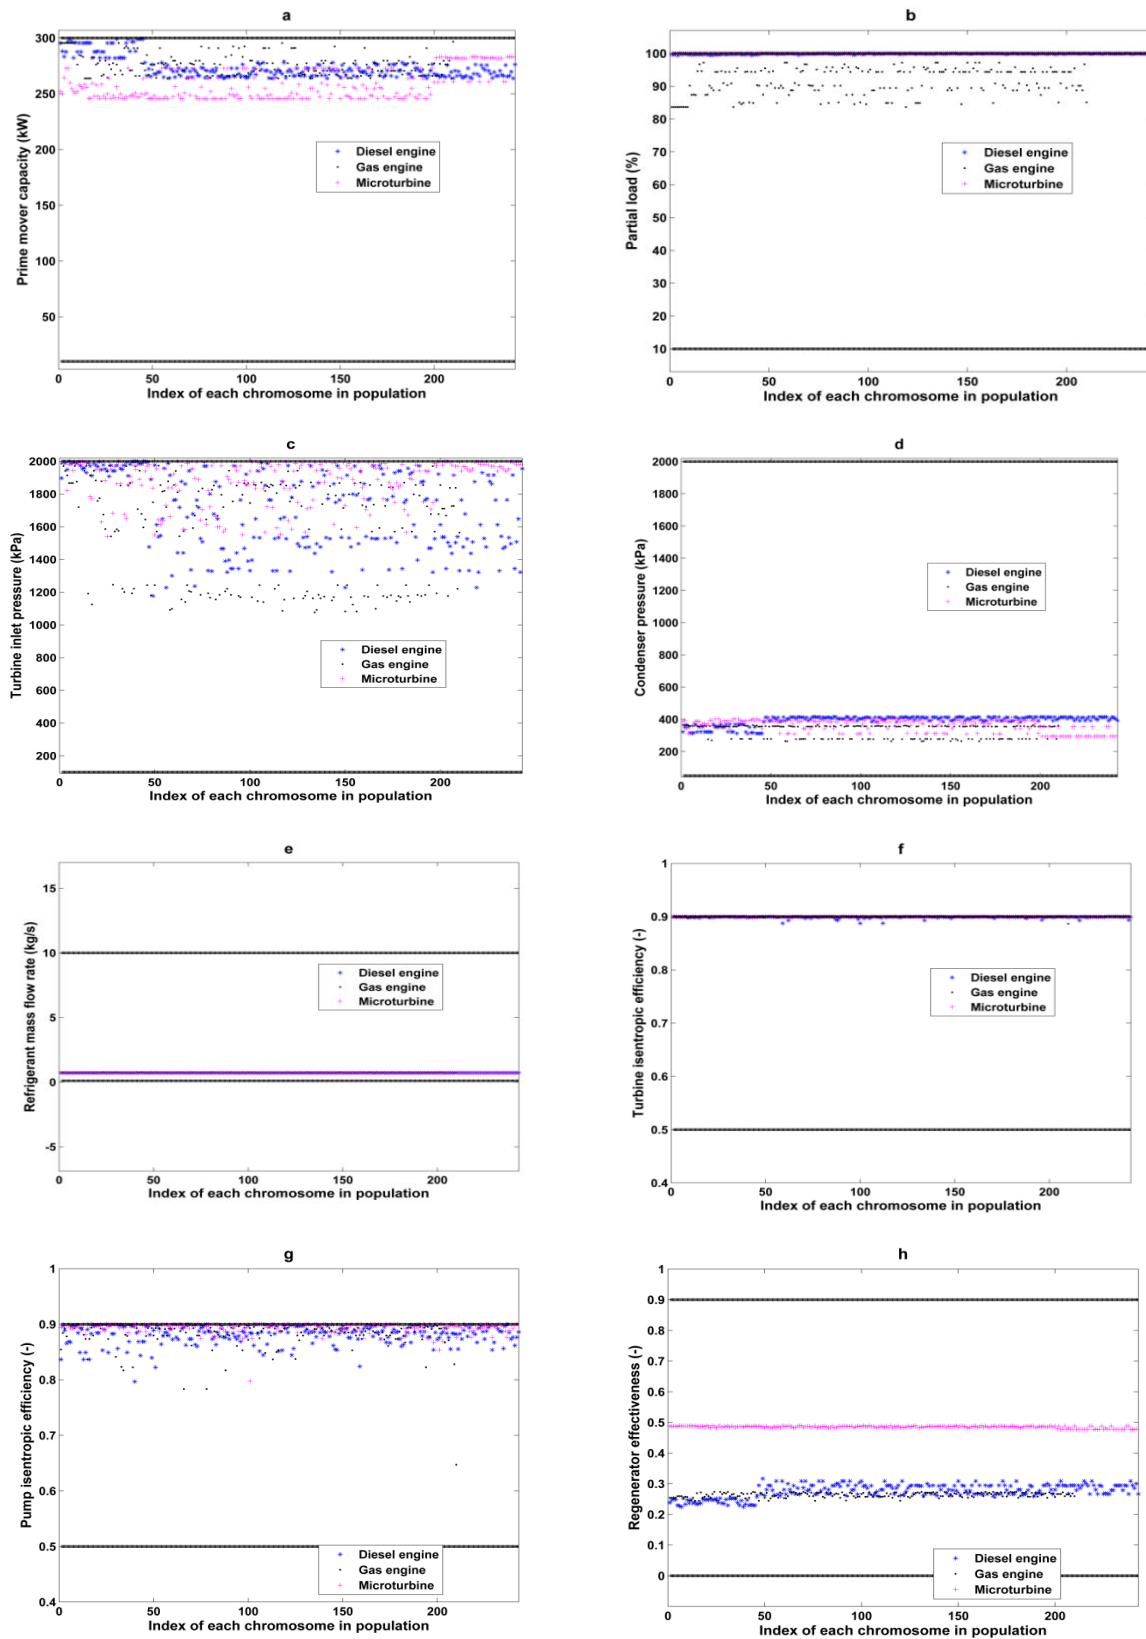 a
Prime mover capacity (kW)
300
250
200
150
100
50
Diesel engine
Gas engine
Microturbine
0 50 100 150 200
Index of each chromosome in population
b
Partial load (%)
100
90
80
70
60
50
40
30
20
10
Diesel engine
Gas engine
Microturbine
0 50 100 150 200
Index of each chromosome in population
c
Turbine inlet pressure (kPa)
2000
1800
1600
1400
1200
1000
800
600
400
200
Diesel engine
Gas engine
Microturbine
0 50 100 150 200
Index of each chromosome in population
d
Condenser pressure (kPa)
2000
1800
1600
1400
1200
1000
800
600
400
200
Diesel engine
Gas engine
Microturbine
0 50 100 150 200
Index of each chromosome in population
e
Refrigerant mass flow rate (kg/s)
15
10
5
0
-5
Diesel engine
Gas engine
Microturbine
0 50 100 150 200
Index of each chromosome in population
f
Turbine isentropic efficiency (-)
1
0.9
0.8
0.7
0.6
0.5
0.4
Diesel engine
Gas engine
Microturbine
0 50 100 150 200
Index of each chromosome in population
g
Pump isentropic efficiency (-)
1
0.9
0.8
0.7
0.6
0.5
0.4
Diesel engine
Gas engine
Microturbine
0 50 100 150 200
Index of each chromosome in population
h
Regenerator effectiveness (-)
1
0.9
0.8
0.7
0.6
0.5
0.4
0.3
0.2
0.1
0
Diesel engine
Gas engine
Microturbine
0 50 100 150 200
Index of each chromosome in population